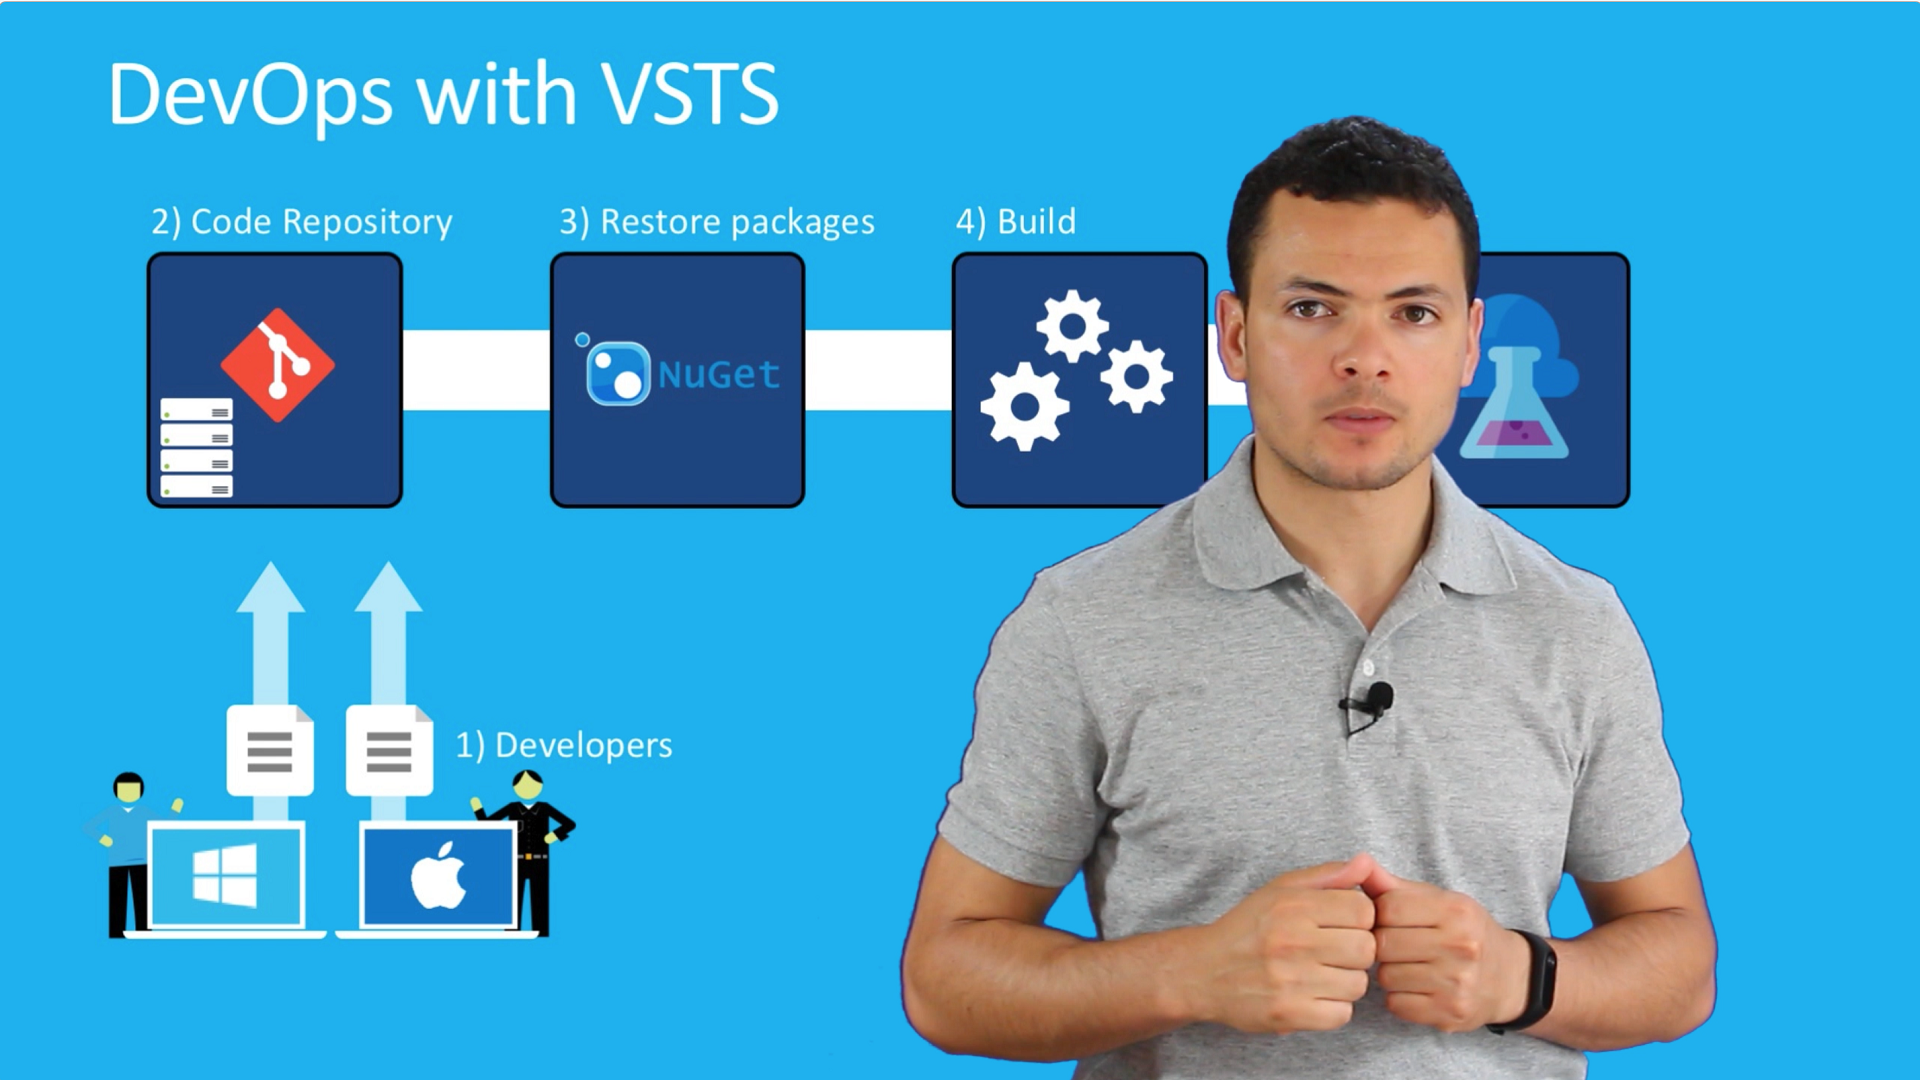 DevOps with VSTS
2) Code Repository
3) Restore packages
4) Build
NuGet
1) Developers